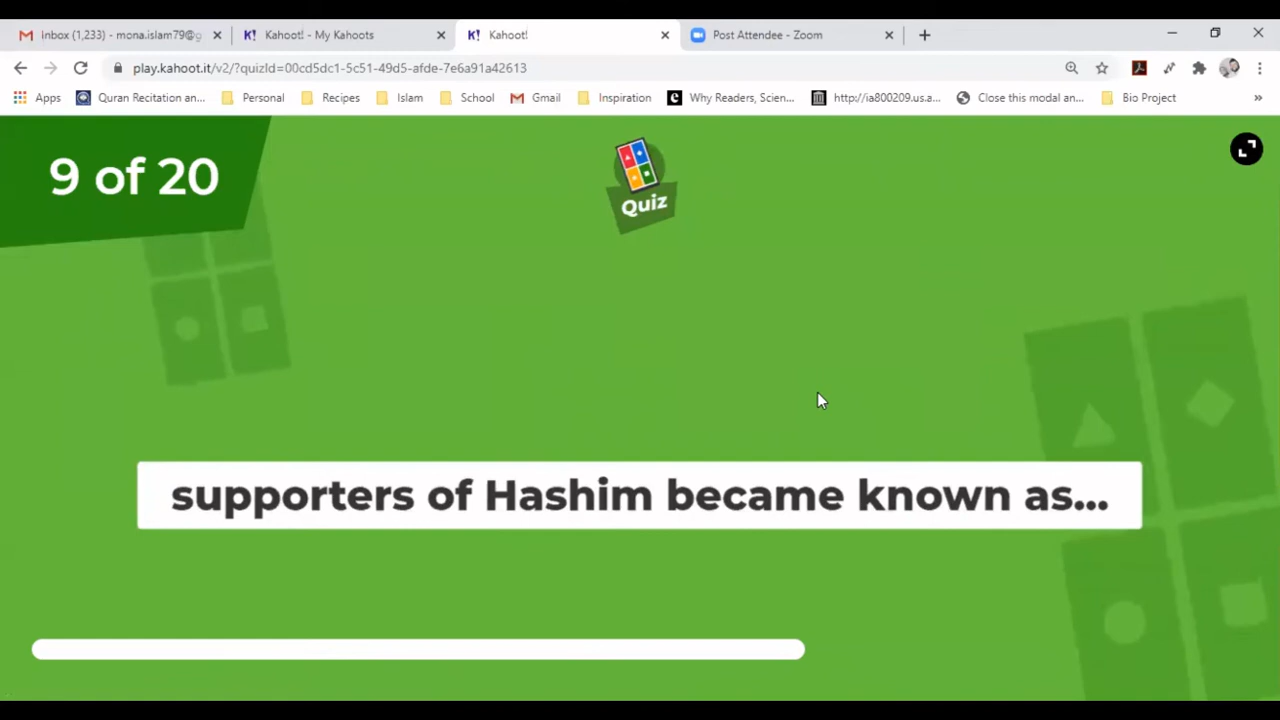 Inbox (1,233) - mona.islam79@g
Kahoot! - My Kahoots
Kahoot!
Post Attendee - Zoom
play.kahoot.it/v2/?quizId=00cd5dc1-5c51-49d5-afde-7e6a91a42613
Apps
Quran Recitation an...
Personal
Recipes
Islam
School
Gmail
Inspiration
Why Readers, Scien...
http://ia800209.us.a...
Close this modal an...
Bio Project
9 of 20
Quiz
supporters of Hashim became known as...